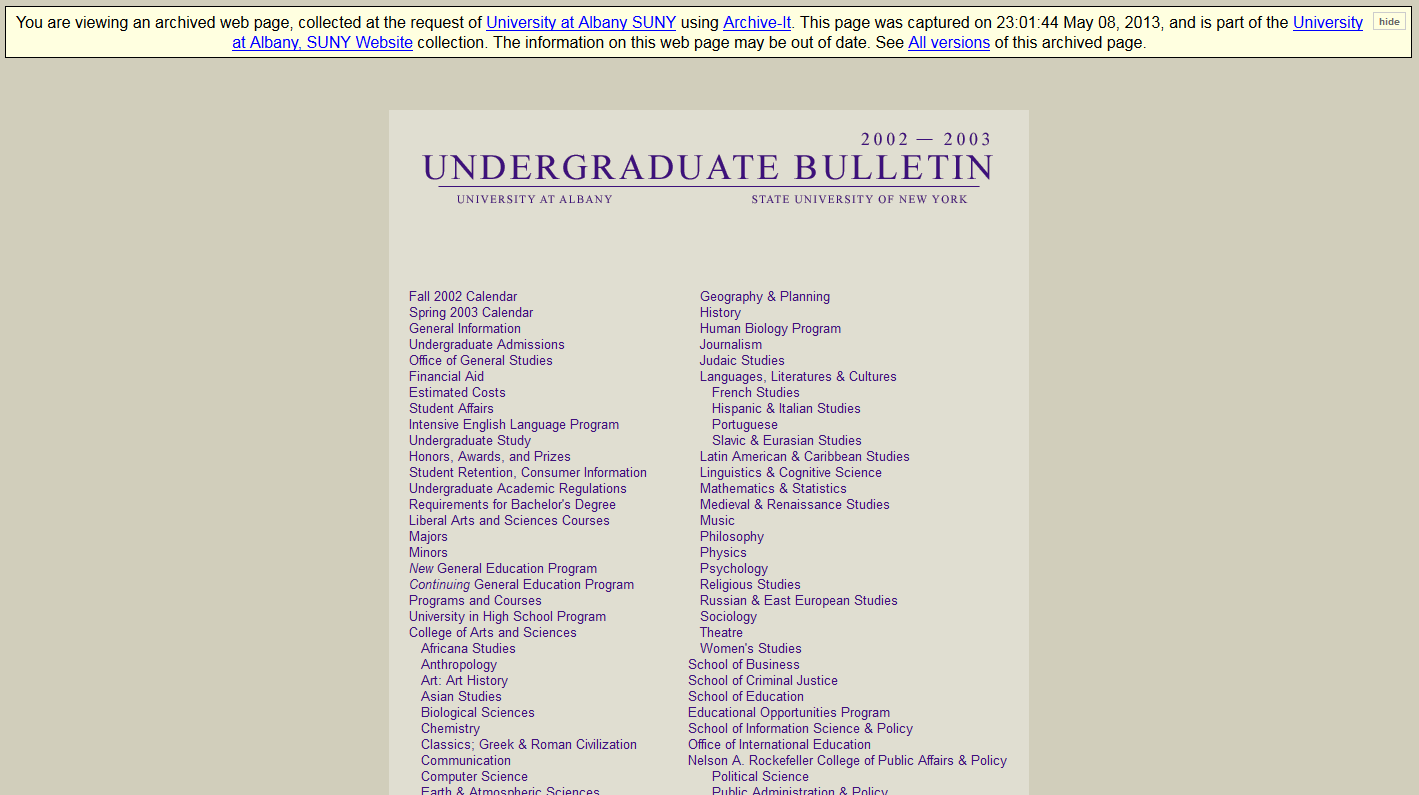 You are viewing an archived web page, collected at the request of University at Albany SUNY using Archive-It. This page was captured on 23:01:44 May 08, 2013, and is part of the University
at Albany, SUNY Website collection. The information on this web page may be out of date. See All versions of this archived page.
hide
2002 — 2003
UNDERGRADUATE BULLETIN
UNIVERSITY AT ALBANY
STATE UNIVERSITY OF NEW YORK
Fall 2002 Calendar
Spring 2003 Calendar
General Information
Undergraduate Admissions
Office of General Studies
Financial Aid
Estimated Costs
Student Affairs
Intensive English Language Program
Undergraduate Study
Honors, Awards, and Prizes
Student Retention, Consumer Information
Undergraduate Academic Regulations
Requirements for Bachelor's Degree
Liberal Arts and Sciences Courses
Majors
Minors
New General Education Program
Continuing General Education Program
Programs and Courses
University in High School Program
College of Arts and Sciences
Africana Studies
Anthropology
Art: Art History
Asian Studies
Biological Sciences
Chemistry
Classics; Greek & Roman Civilization
Communication
Computer Science
Earth & Atmospheric Sciences
Geography & Planning
History
Human Biology Program
Journalism
Judaic Studies
Languages, Literatures & Cultures
French Studies
Hispanic & Italian Studies
Portuguese
Slavic & Eurasian Studies
Latin American & Caribbean Studies
Linguistics & Cognitive Science
Mathematics & Statistics
Medieval & Renaissance Studies
Music
Philosophy
Physics
Psychology
Religious Studies
Russian & East European Studies
Sociology
Theatre
Women's Studies
School of Business
School of Criminal Justice
School of Education
Educational Opportunities Program
School of Information Science & Policy
Office of International Education
Nelson A. Rockefeller College of Public Affairs & Policy
Political Science
Public Administration & Policy